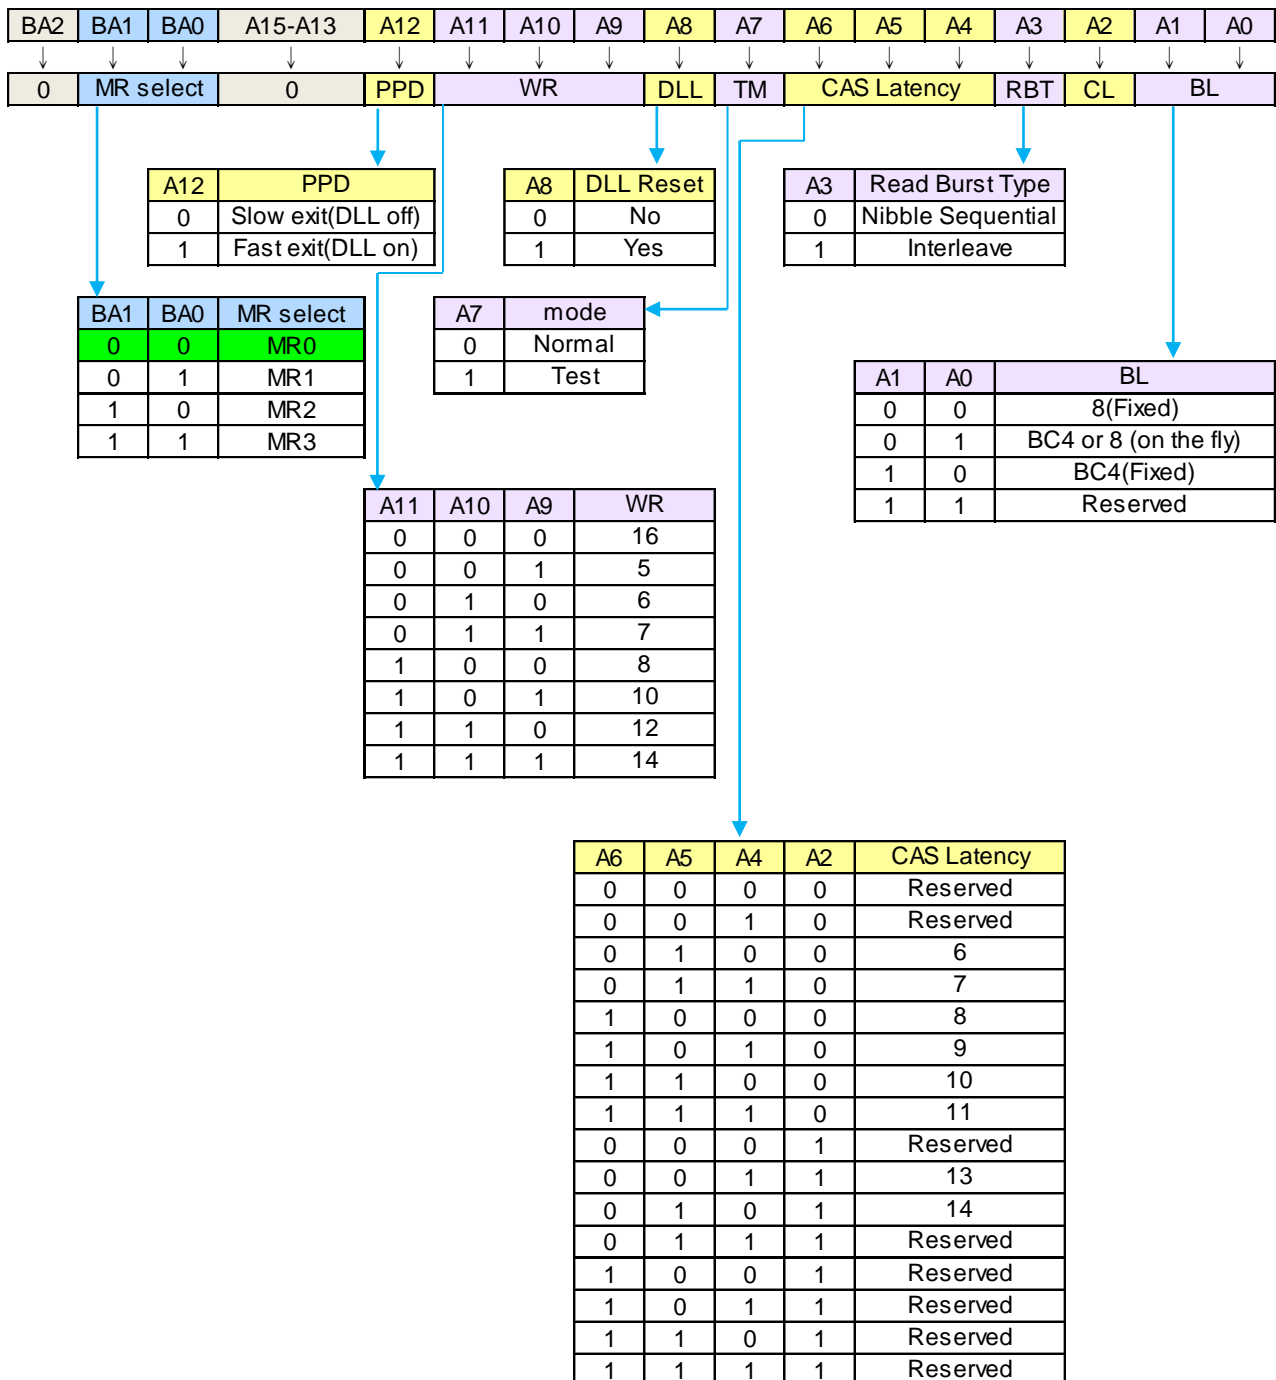 BA2 BA1 BA0 A15-A13 A12 A11 A10 A9 A8 A7 A6 A5 A4 A3 A2 A1 A0
0 MR select 0 PPD WR DLL TM CAS Latency RBT CL BL
A12 PPD
0 Slow exit(DLL off)
1 Fast exit(DLL on)
A8 DLL Reset
0 No
1 Yes
A3 Read Burst Type
0 Nibble Sequential
1 Interleave
BA1 BA0 MR select
0 0 MR0
0 1 MR1
1 0 MR2
1 1 MR3
A7 mode
0 Normal
1 Test
A1 A0 BL
0 0 8(Fixed)
0 1 BC4 or 8 (on the fly)
1 0 BC4(Fixed)
1 1 Reserved
A11 A10 A9 WR
0 0 0 16
0 0 1 5
0 1 0 6
0 1 1 7
1 0 0 8
1 0 1 10
1 1 0 12
1 1 1 14
A6 A5 A4 A2 CAS Latency
0 0 0 0 Reserved
0 0 1 0 Reserved
0 1 0 0 6
0 1 1 0 7
1 0 0 0 8
1 0 1 0 9
1 1 0 0 10
1 1 1 0 11
0 0 0 1 Reserved
0 0 1 1 13
0 1 0 1 14
0 1 1 1 Reserved
1 0 0 1 Reserved
1 0 1 1 Reserved
1 1 0 1 Reserved
1 1 1 1 Reserved